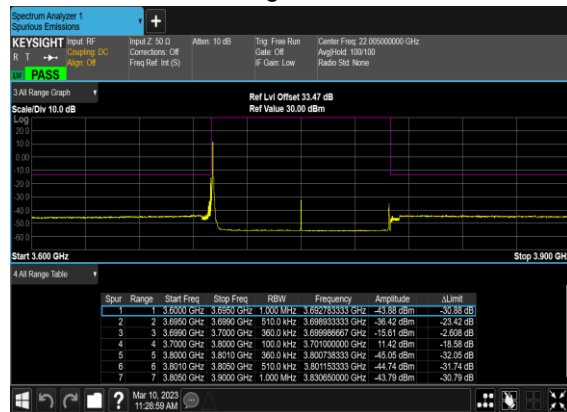 Spectrum Analyzer 1
Spurious Emissions
KEYSIGHT
R T
PASS
Input: RF
Coupling: DC
Align: Off
Input Z: 50 Ω
Corrections: Off
Freq Ref: Int (S)
Atten: 10 dB
Trig: Free Run
Gate: Off
IF Gain: Low
Center Freq: 22.005000000 GHz
Avg|Hold: 100/100
Radio Std: None
3 All Range Graph
Scale/Div 10.0 dB
Ref Lvl Offset 33.47 dB
Ref Value 30.00 dBm
Log
20.0
10.0
0.00
-10.0
-20.0
-30.0
-40.0
-50.0
-60.0
Start 3.600 GHz
Stop 3.900 GHz
4 All Range Table
Spur Range Start Freq Stop Freq RBW Frequency Amplitude ΔLimit
1 1 3.6000 GHz 3.6950 GHz 1.000 MHz 3.692783333 GHz -43.88 dBm -30.88 dB
2 2 3.6950 GHz 3.6990 GHz 510.0 kHz 3.698933333 GHz -36.42 dBm -23.42 dB
3 3 3.6990 GHz 3.7000 GHz 360.0 kHz 3.699986667 GHz -15.61 dBm -2.608 dB
4 4 3.7000 GHz 3.8000 GHz 100.0 kHz 3.701000000 GHz 11.42 dBm -18.58 dB
5 5 3.8000 GHz 3.8010 GHz 360.0 kHz 3.800738333 GHz -45.05 dBm -32.05 dB
6 6 3.8010 GHz 3.8050 GHz 510.0 kHz 3.801153333 GHz -44.74 dBm -31.74 dB
7 7 3.8050 GHz 3.9000 GHz 1.000 MHz 3.830650000 GHz -43.79 dBm -30.79 dB
Mar 10, 2023
11:28:59 AM